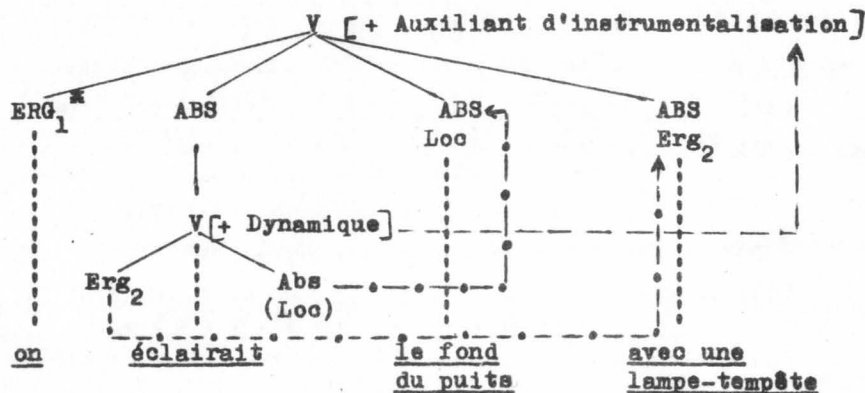 V [+ Auxiliant d'instrumentalisation]
ERG1* ABS ABS ABS
Loc Erg2
V [+ Dynamique]
Erg2 Abs
(Loc)
on éclairait le fond avec une
du puits lampe-tempête